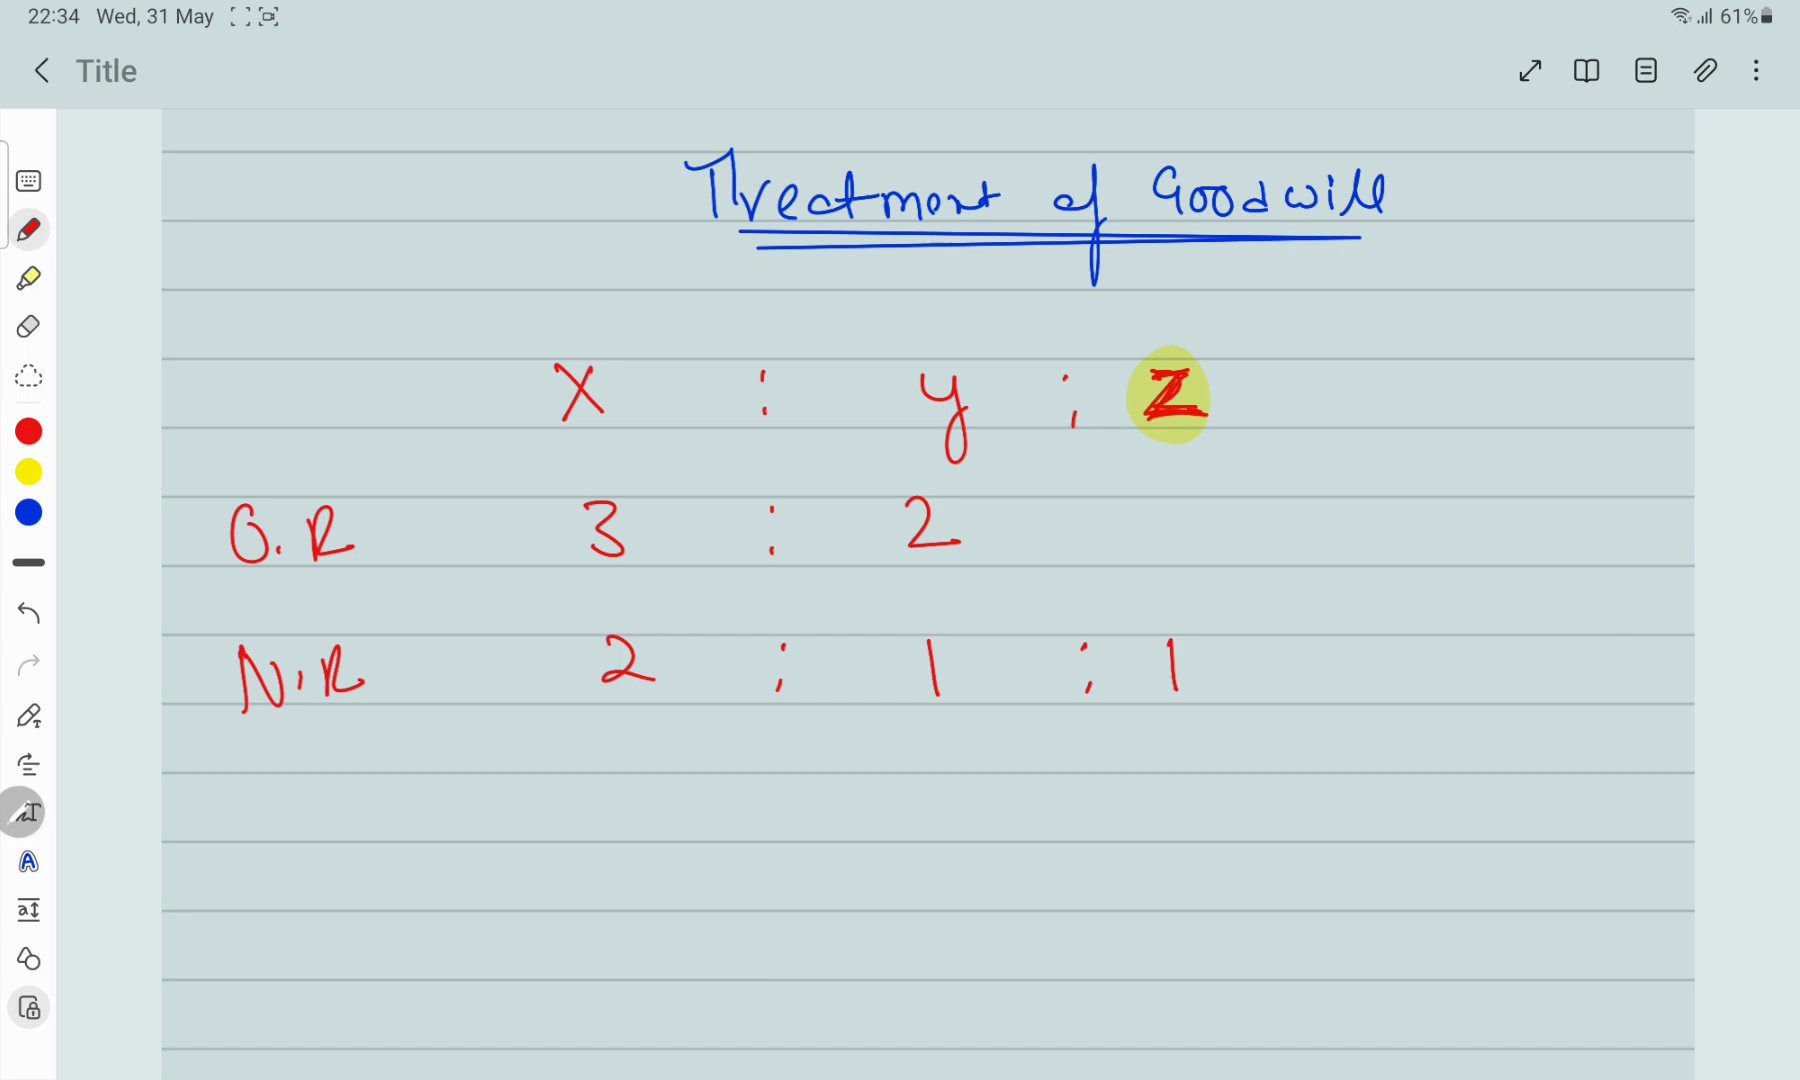 22:34 Wed, 31 May 61%
Title
Treatment of Goodwill
X : y : Z
O.R 3 : 2
N.R 2 : 1 : 1